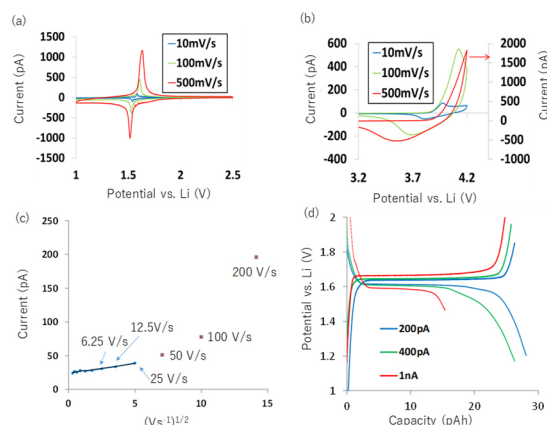 (a)
1500
1000
500
0
-500
-1000
-1500
Current (pA)
10mV/s
100mV/s
500mV/s
1
1.5
2
2.5
Potential vs. Li (V)
(b)
600
400
200
0
-200
-400
Current (pA)
10mV/s
100mV/s
500mV/s
2000
1500
1000
500
0
-500
-1000
Current (pA)
3.2
3.7
4.2
Potential vs. Li (V)
(c)
250
200
150
100
50
0
Current (pA)
6.25 V/s
12.5V/s
25 V/s
50 V/s
100 V/s
200 V/s
0
5
10
15
(Vs⁻¹)¹/²
(d)
2
1.8
1.6
1.4
1.2
1
Potential vs. Li (V)
200pA
400pA
1nA
0
10
20
30
Capacity (pAh)